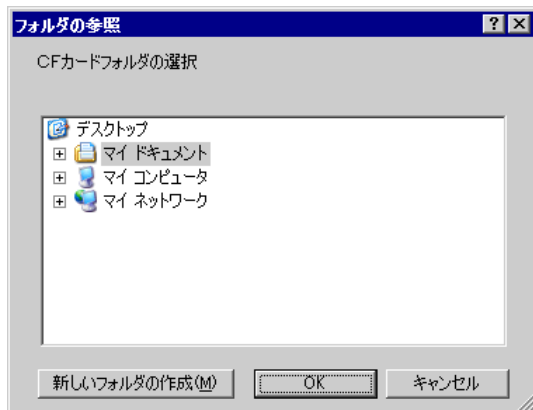 フォルダの参照
CFカードフォルダの選択
デスクトップ
マイ ドキュメント
マイ コンピュータ
マイ ネットワーク
新しいフォルダの作成(M) OK キャンセル